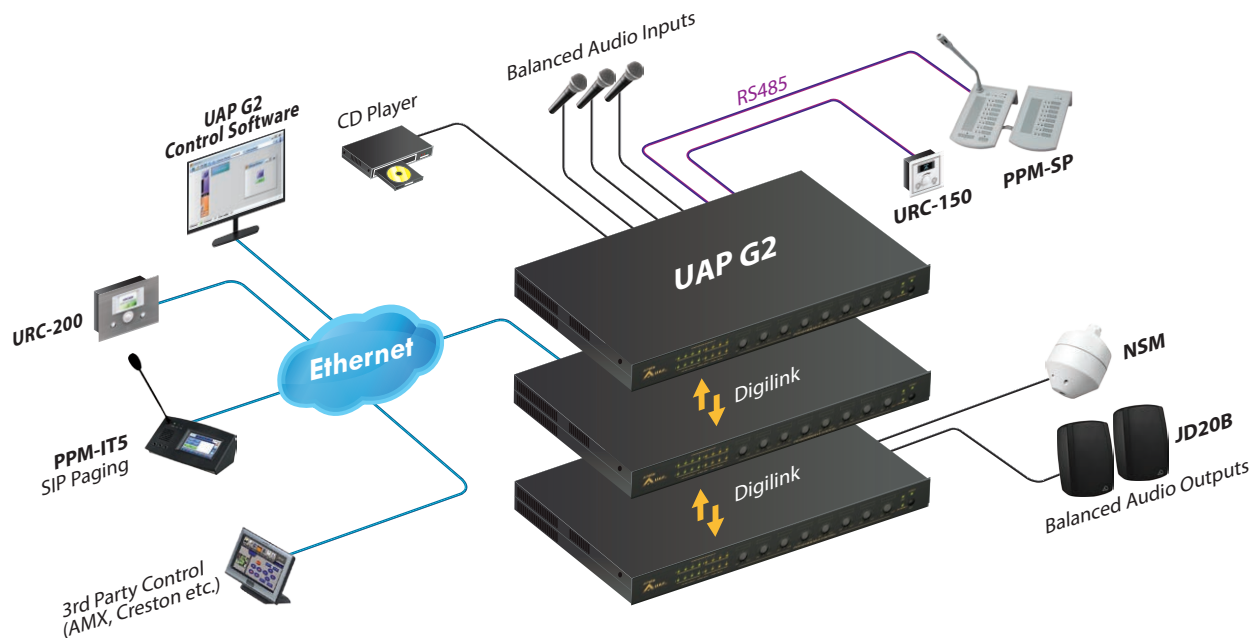 Balanced Audio Inputs
UAP G2
Control Software
CD Player
RS485
PPM-SP
URC-150
UAP G2
URC-200
Ethernet
NSM
Digilink
JD20B
PPM-IT5
SIP Paging
Digilink
Balanced Audio Outputs
3rd Party Control
(AMX, Creston etc.)